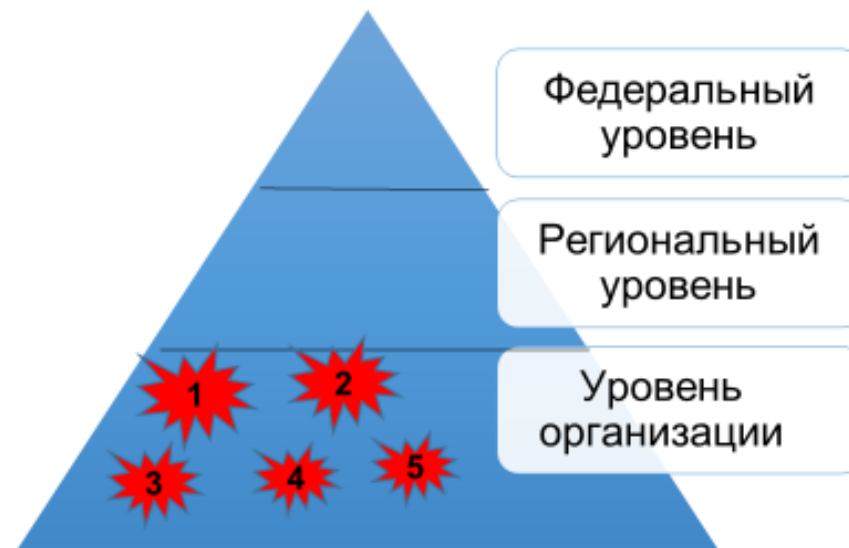 Федеральный
уровень
Региональный
уровень
Уровень
организации
1
2
3
4
5